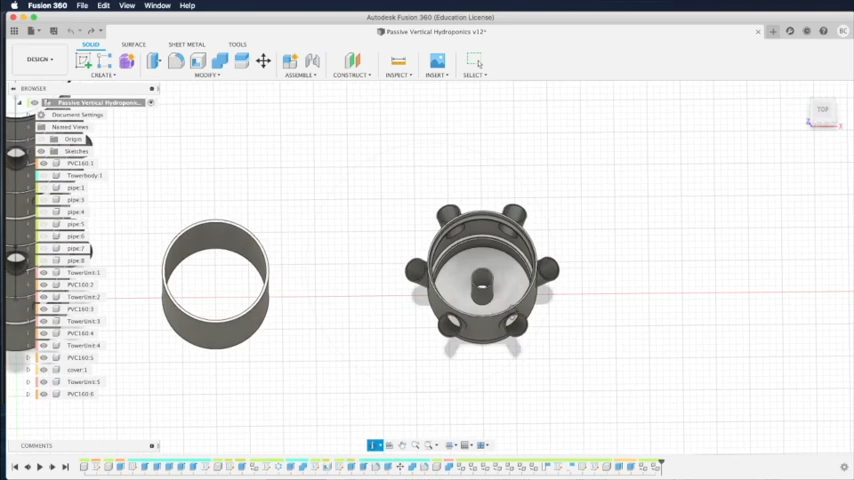 Fusion 360 File Edit View Window Help
Autodesk Fusion 360 (Education License)
Passive Vertical Hydroponics v12*
BC
SOLID SURFACE SHEET METAL TOOLS
DESIGN
CREATE MODIFY ASSEMBLE CONSTRUCT INSPECT INSERT SELECT
BROWSER
Passive Vertical Hydroponic...
Document Settings
Named Views
Origin
Sketches
PVC160:1
Towerbody:1
pipe:1
pipe:3
pipe:4
pipe:5
pipe:6
pipe:7
pipe:8
TowerUnit:1
PVC160:2
TowerUnit:2
PVC160:3
TowerUnit:3
PVC160:4
TowerUnit:4
PVC160:5
cover:1
TowerUnit:5
PVC160:6
TOP
Z
X
COMMENTS